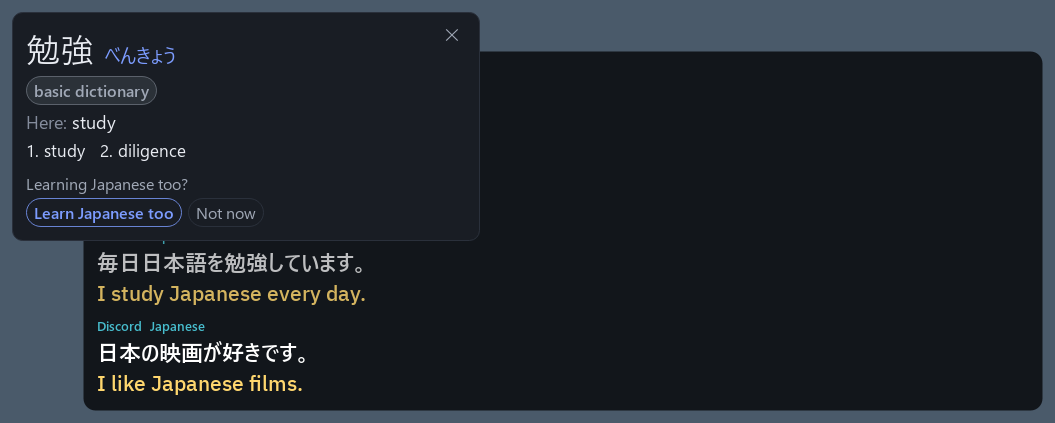 勉強 べんきょう
basic dictionary
Here: study
1. study 2. diligence
Learning Japanese too?
Learn Japanese too Not now
毎日日本語を勉強しています。
I study Japanese every day.
Discord Japanese
日本の映画が好きです。
I like Japanese films.